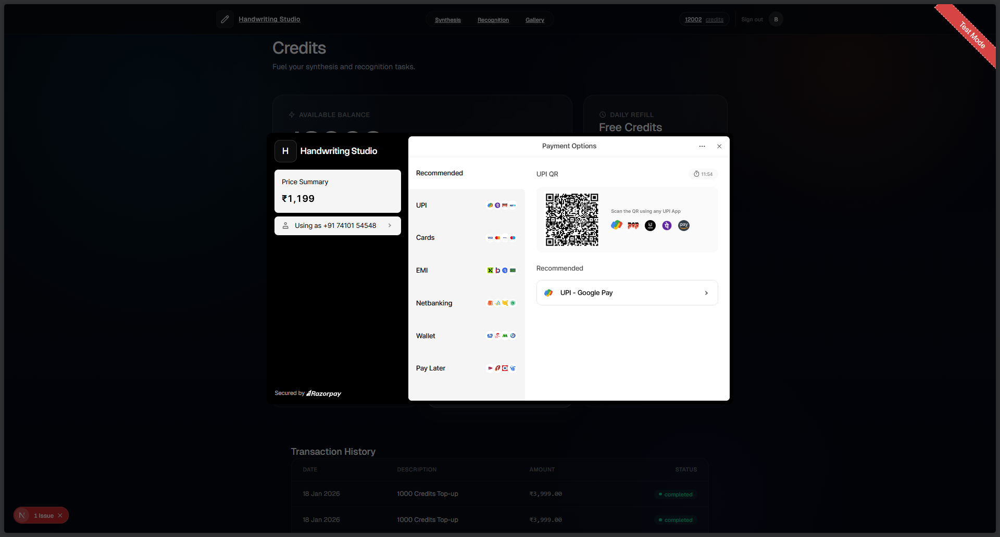 Handwriting Studio
Synthesis
Recognition
Gallery
12002 credits
Sign out
B
Test Mode
Credits
Fuel your synthesis and recognition tasks.
AVAILABLE BALANCE
DAILY REFILL
Free Credits
H
Handwriting Studio
Price Summary
₹1,199
Using as +91 74101 54548
Secured by Razorpay
Payment Options
Recommended
UPI
Cards
EMI
Netbanking
Wallet
Pay Later
UPI QR
11:54
Scan the QR using any UPI App
pay
Recommended
UPI - Google Pay
Transaction History
DATE DESCRIPTION AMOUNT STATUS
18 Jan 2026 1000 Credits Top-up ₹3,999.00 completed
18 Jan 2026 1000 Credits Top-up ₹3,999.00 completed
N 1 Issue